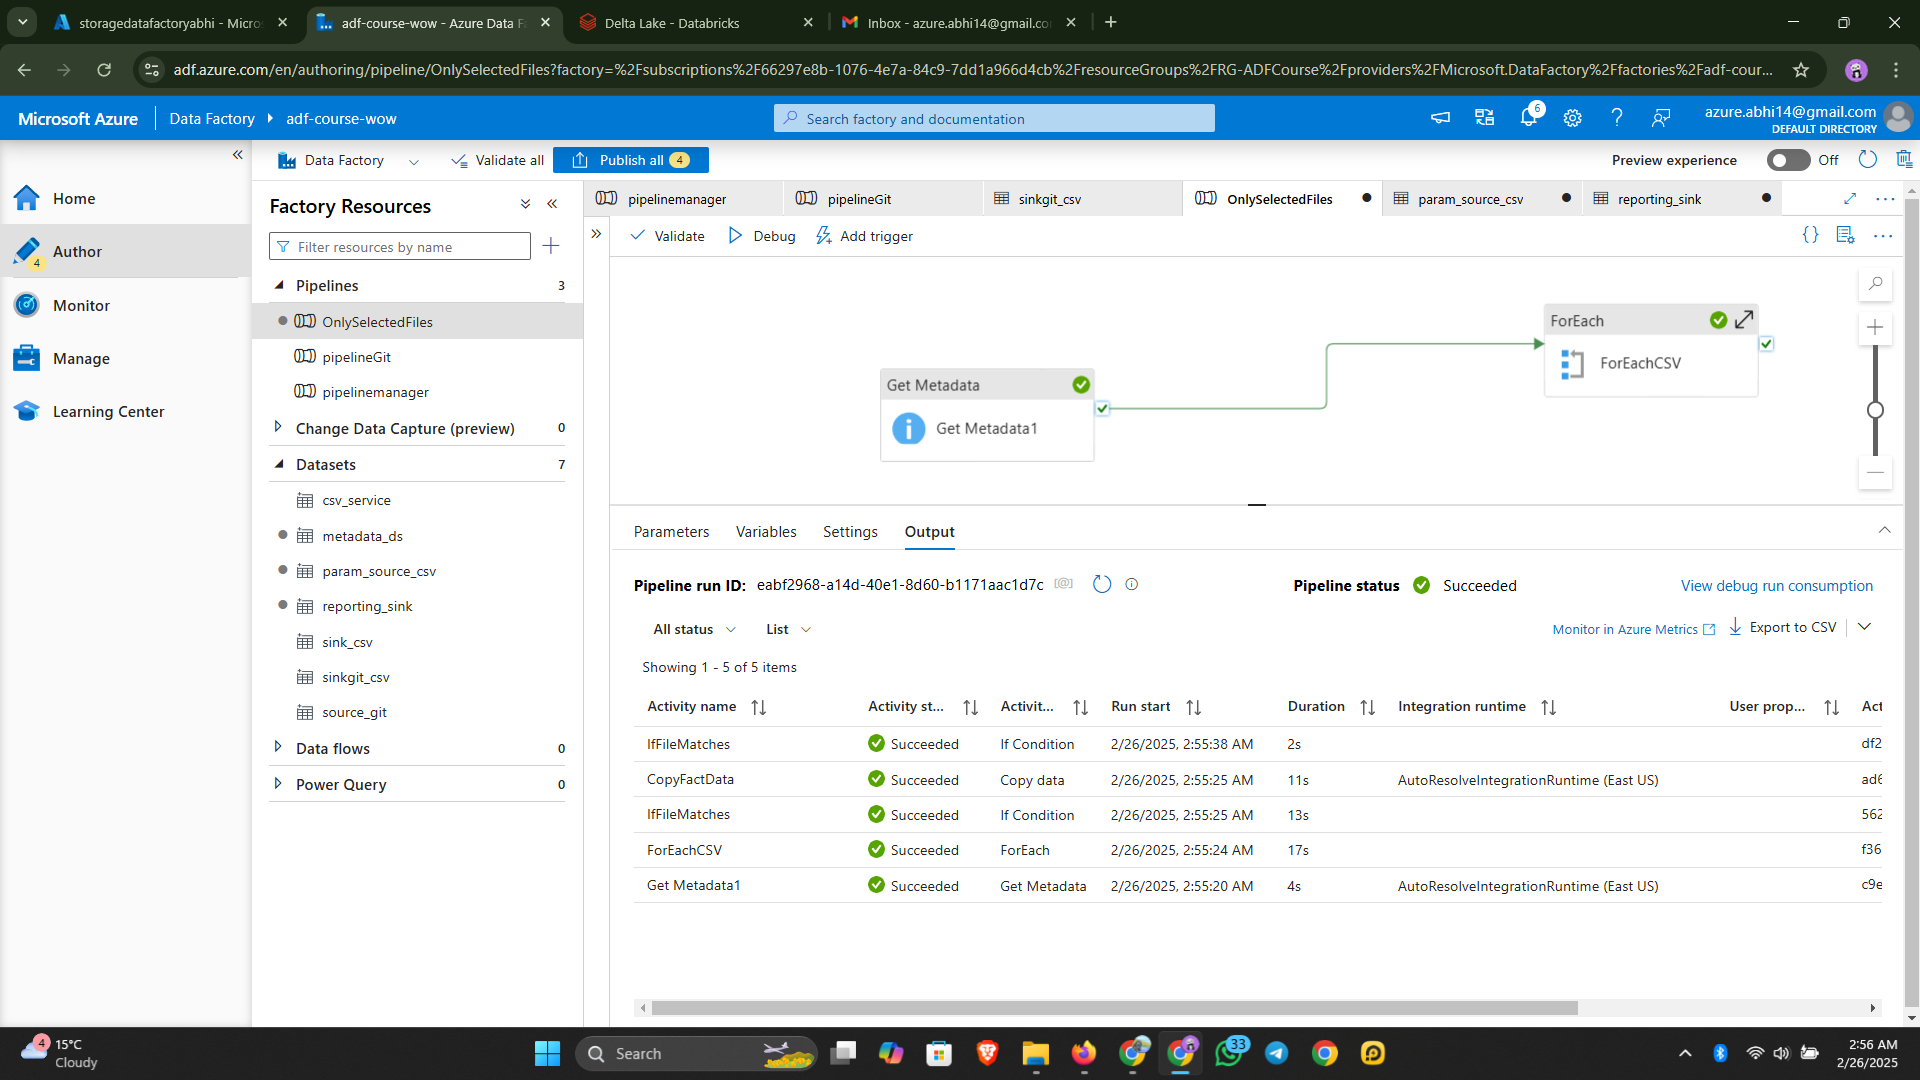 storagedatafactoryabhi - Micros
adf-course-wow - Azure Data F
Delta Lake - Databricks
Inbox - azure.abhi14@gmail.co
adf.azure.com/en/authoring/pipeline/OnlySelectedFiles?factory=%2Fsubscriptions%2F66297e8b-1076-4e7a-84c9-7dd1a966d4cb%2FresourceGroups%2FRG-ADFCourse%2Fproviders%2FMicrosoft.DataFactory%2Ffactories%2Fadf-cour...
Microsoft Azure
Data Factory
adf-course-wow
Search factory and documentation
6
azure.abhi14@gmail.com
DEFAULT DIRECTORY
Data Factory
Validate all
Publish all 4
Preview experience
Off
Home
Author
4
Monitor
Manage
Learning Center
Factory Resources
Filter resources by name
Pipelines 3
OnlySelectedFiles
pipelineGit
pipelinemanager
Change Data Capture (preview) 0
Datasets 7
csv_service
metadata_ds
param_source_csv
reporting_sink
sink_csv
sinkgit_csv
source_git
Data flows 0
Power Query 0
pipelinemanager
pipelineGit
sinkgit_csv
OnlySelectedFiles
param_source_csv
reporting_sink
Validate
Debug
Add trigger
Get Metadata
Get Metadata1
ForEach
ForEachCSV
Parameters
Variables
Settings
Output
Pipeline run ID: eabf2968-a14d-40e1-8d60-b1171aac1d7c
Pipeline status Succeeded
View debug run consumption
All status
List
Monitor in Azure Metrics
Export to CSV
Showing 1 - 5 of 5 items
Activity name Activity st... Activit... Run start Duration Integration runtime User prop... Act
IfFileMatches Succeeded If Condition 2/26/2025, 2:55:38 AM 2s df2
CopyFactData Succeeded Copy data 2/26/2025, 2:55:25 AM 11s AutoResolveIntegrationRuntime (East US) ad6
IfFileMatches Succeeded If Condition 2/26/2025, 2:55:25 AM 13s 562
ForEachCSV Succeeded ForEach 2/26/2025, 2:55:24 AM 17s f36
Get Metadata1 Succeeded Get Metadata 2/26/2025, 2:55:20 AM 4s AutoResolveIntegrationRuntime (East US) c9e
4
15°C
Cloudy
Search
33
2:56 AM
2/26/2025